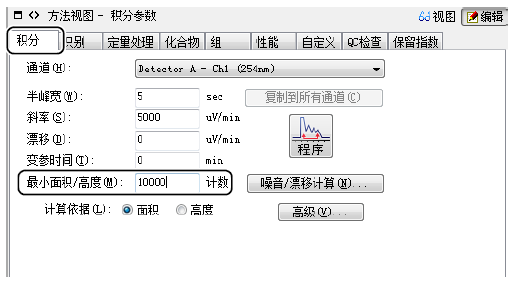 方法视图 - 积分参数 视图 编辑
积分 识别 定量处理 化合物 组 性能 自定义 QC检查 保留指数
通道(H): Detector A - Ch1 (254nm)
半峰宽(W): 5 sec 复制到所有通道(C)
斜率(S): 5000 uV/min
漂移(D): 0 uV/min
变参时间(T): 0 min
程序
最小面积/高度(M): 10000 计数 噪音/漂移计算(N)...
计算依据(L): 面积 高度 高级(V)...